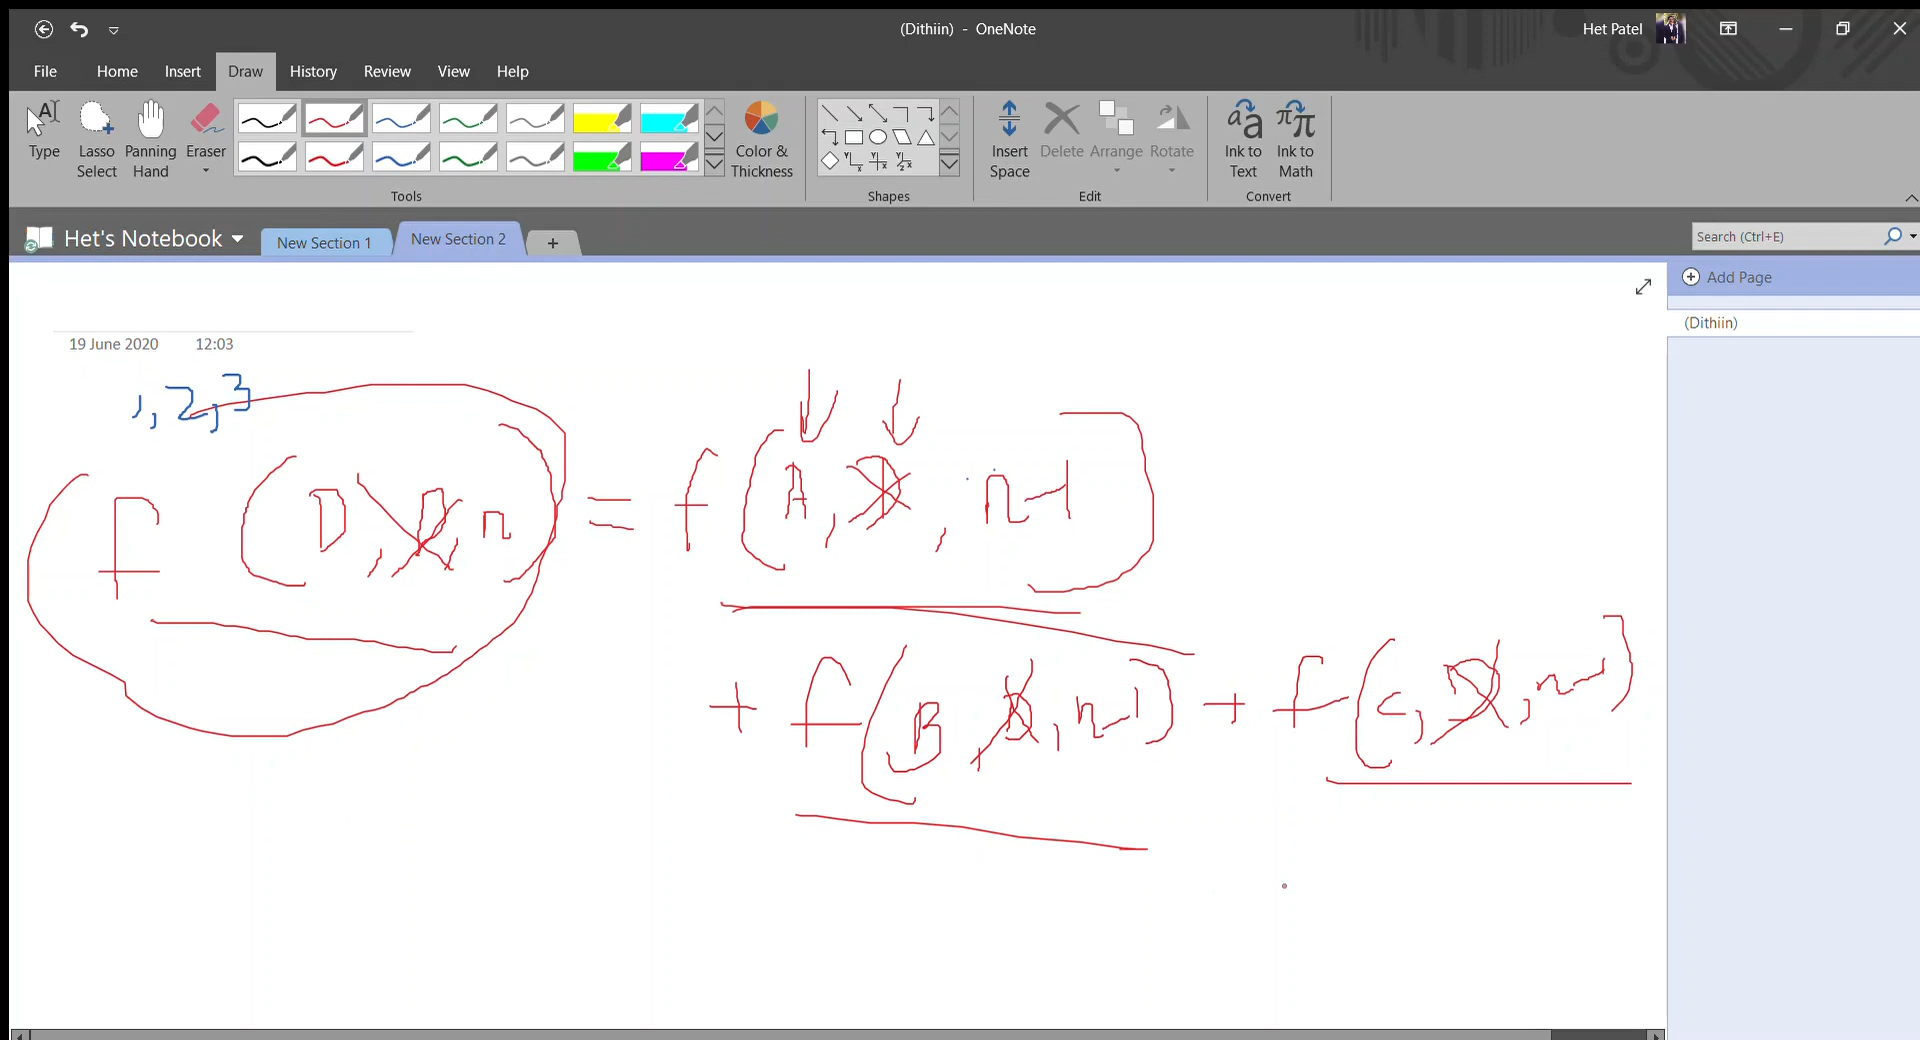 (Dithiin) - OneNote
Het Patel
File Home Insert Draw History Review View Help
Type
Lasso Select
Panning Hand
Eraser
Color & Thickness
Insert Space
Delete
Arrange
Rotate
Ink to Text
Ink to Math
Tools
Shapes
Edit
Convert
Het's Notebook
New Section 1
New Section 2
+
Search (Ctrl+E)
Add Page
(Dithiin)
19 June 2020 12:03
1, 2, 3
f (D, D, n) = f (A, D, n-1)
+ f (B, D, n-1) + f (C, D, n-1)